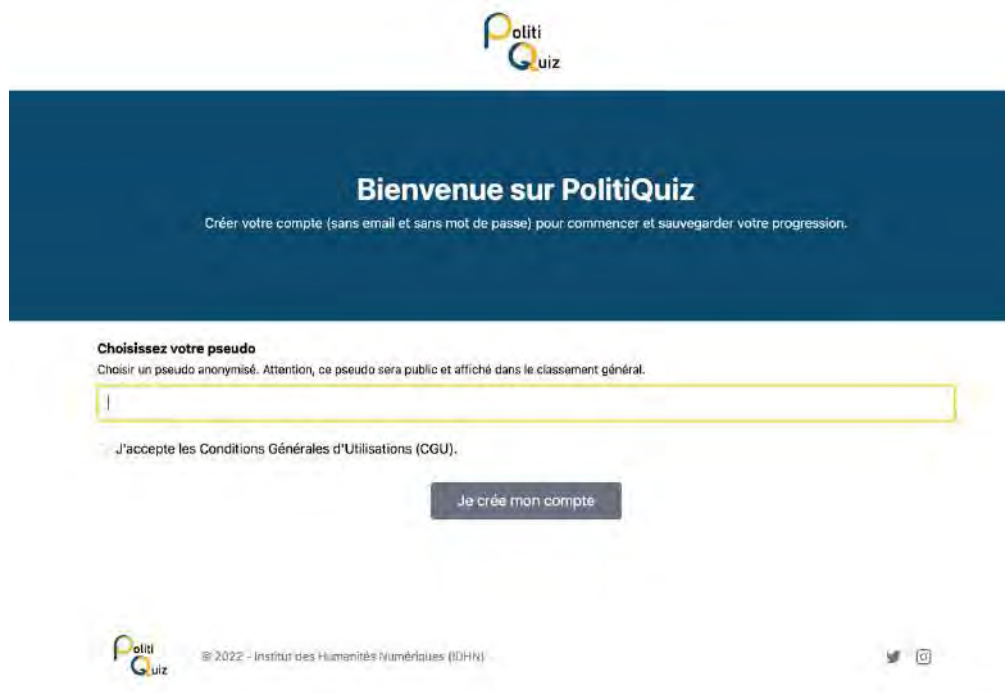 Politi
Quiz
Bienvenue sur PolitiQuiz
Créer votre compte (sans email et sans mot de passe) pour commencer et sauvegarder votre progression.
Choisissez votre pseudo
Choisir un pseudo anonymisé. Attention, ce pseudo sera public et affiché dans le classement général.
J'accepte les Conditions Générales d'Utilisations (CGU).
Je crée mon compte
Politi
Quiz
© 2022 - Institut des Humanités Numériques (IDHN)